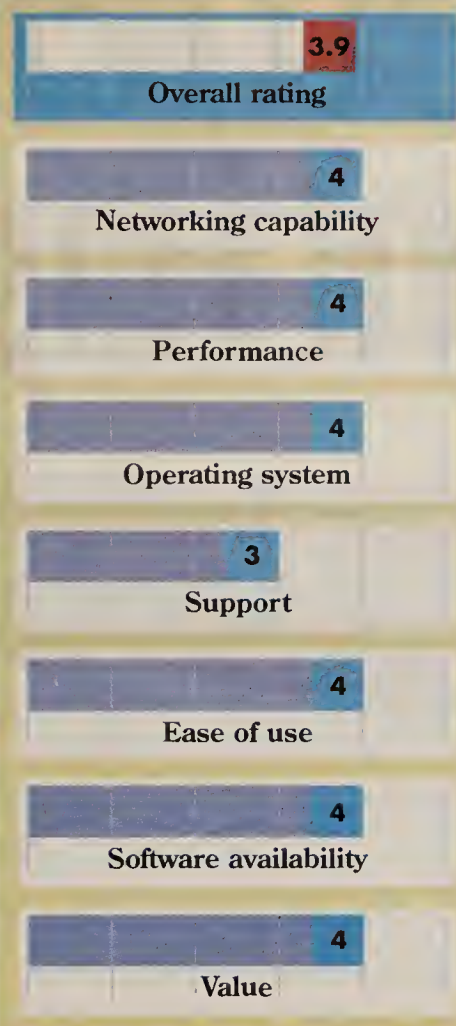 3.9
Overall rating
4
Networking capability
4
Performance
4
Operating system
3
Support
4
Ease of use
4
Software availability
4
Value